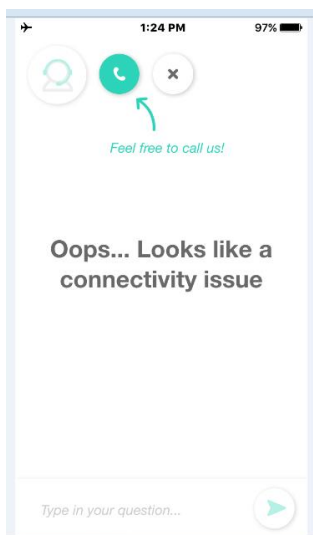 1:24 PM
97%
Feel free to call us!
Oops... Looks like a
connectivity issue
Type in your question...